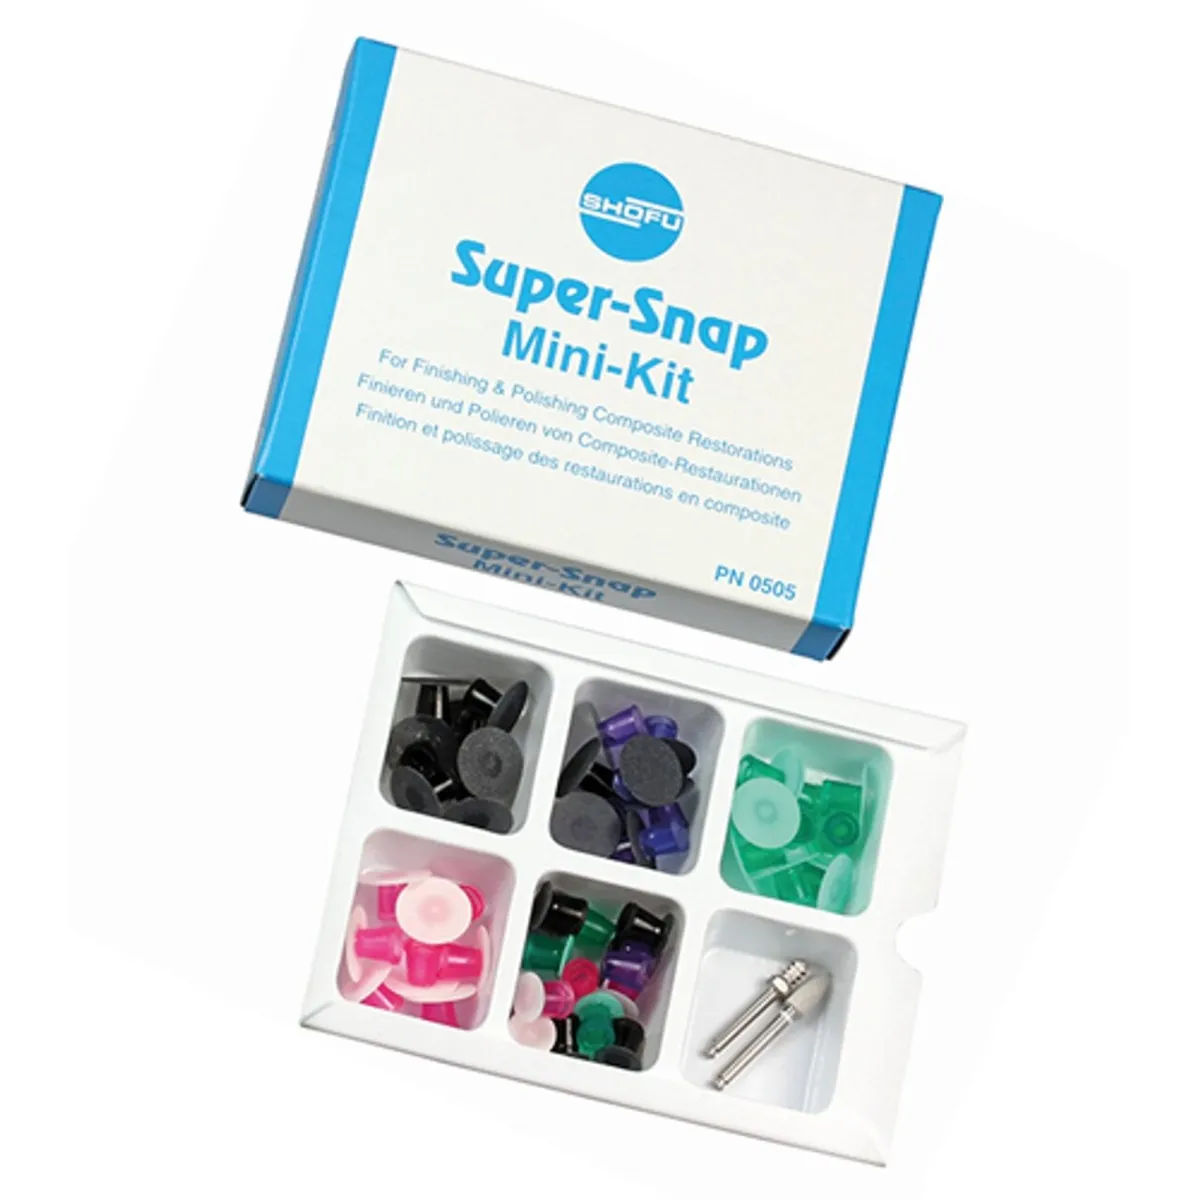 SHOFU
Super-Snap
Mini-Kit
For Finishing & Polishing Composite Restorations
Finieren und Polieren von Composite-Restaurationen
Finition et polissage des restaurations en composite
PN 0505
Super-Snap
Mini-Kit